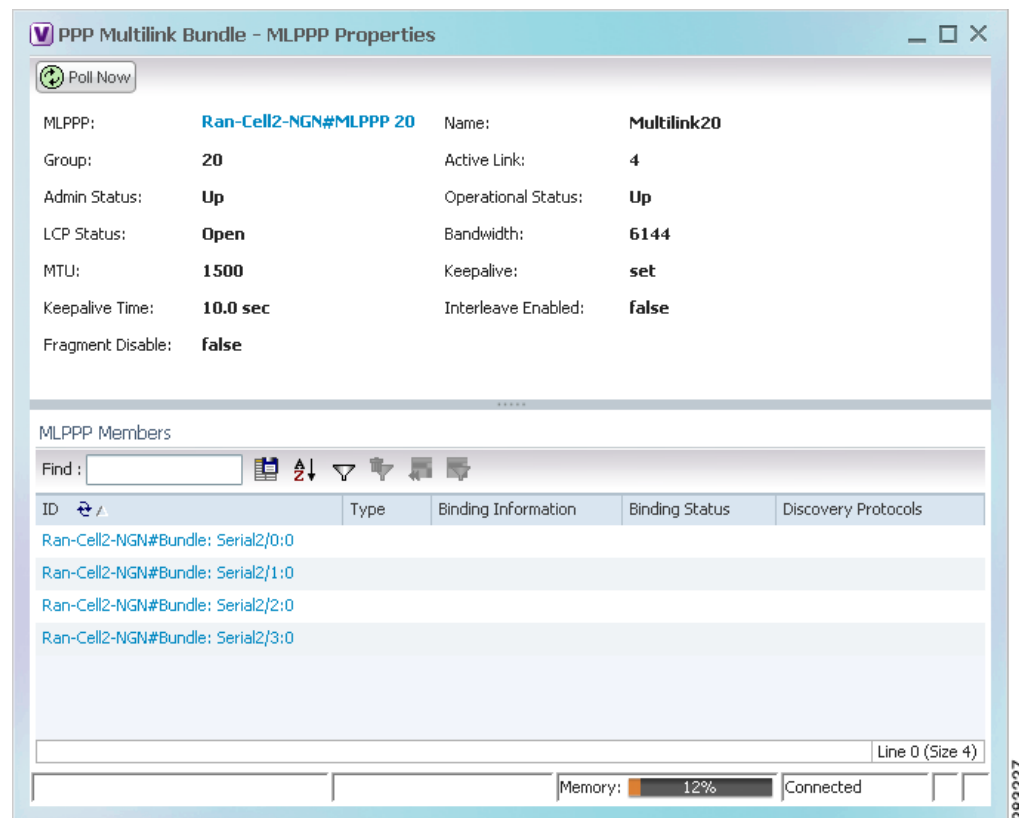 V PPP Multilink Bundle - MLPPP Properties
Poll Now
MLPPP: Ran-Cell2-NGN#MLPPP 20 Name: Multilink20
Group: 20 Active Link: 4
Admin Status: Up Operational Status: Up
LCP Status: Open Bandwidth: 6144
MTU: 1500 Keepalive: set
Keepalive Time: 10.0 sec Interleave Enabled: false
Fragment Disable: false
MLPPP Members
Find :
ID Type Binding Information Binding Status Discovery Protocols
Ran-Cell2-NGN#Bundle: Serial2/0:0
Ran-Cell2-NGN#Bundle: Serial2/1:0
Ran-Cell2-NGN#Bundle: Serial2/2:0
Ran-Cell2-NGN#Bundle: Serial2/3:0
Line 0 (Size 4)
Memory: 12% Connected